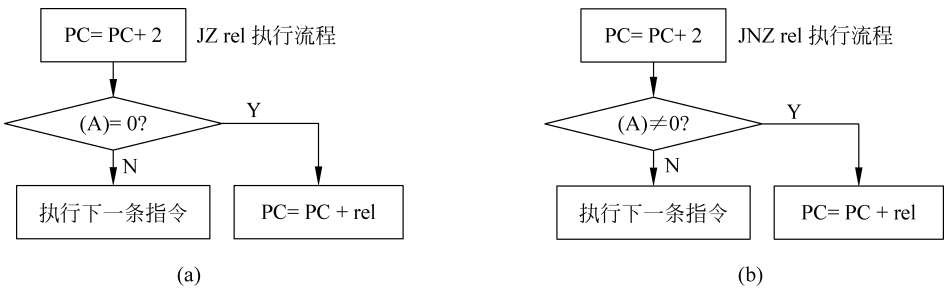 PC= PC+ 2
JZ rel 执行流程
(A)= 0?
Y
N
执行下一条指令
PC= PC + rel
(a)
PC= PC+ 2
JNZ rel 执行流程
(A)≠0?
Y
N
执行下一条指令
PC= PC + rel
(b)